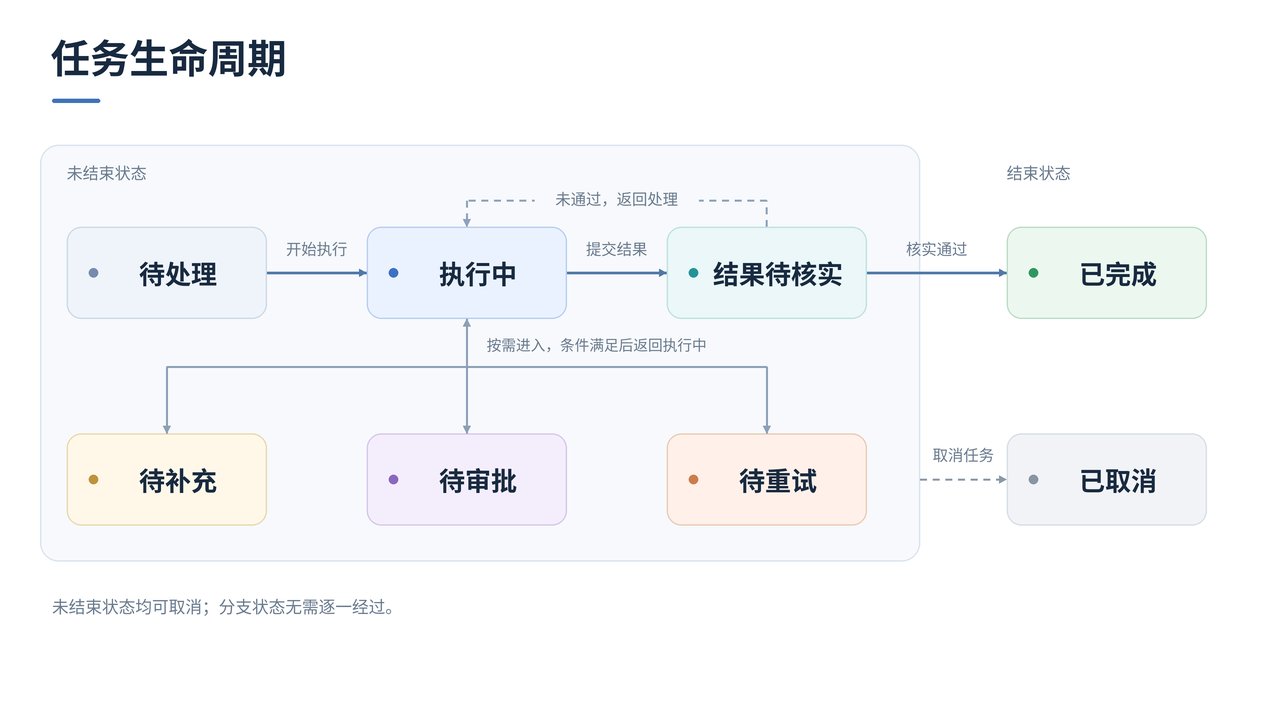 任务生命周期
未结束状态
结束状态
未通过，返回处理
待处理
开始执行
执行中
提交结果
结果待核实
核实通过
已完成
按需进入，条件满足后返回执行中
待补充
待审批
待重试
取消任务
已取消
未结束状态均可取消；分支状态无需逐一经过。